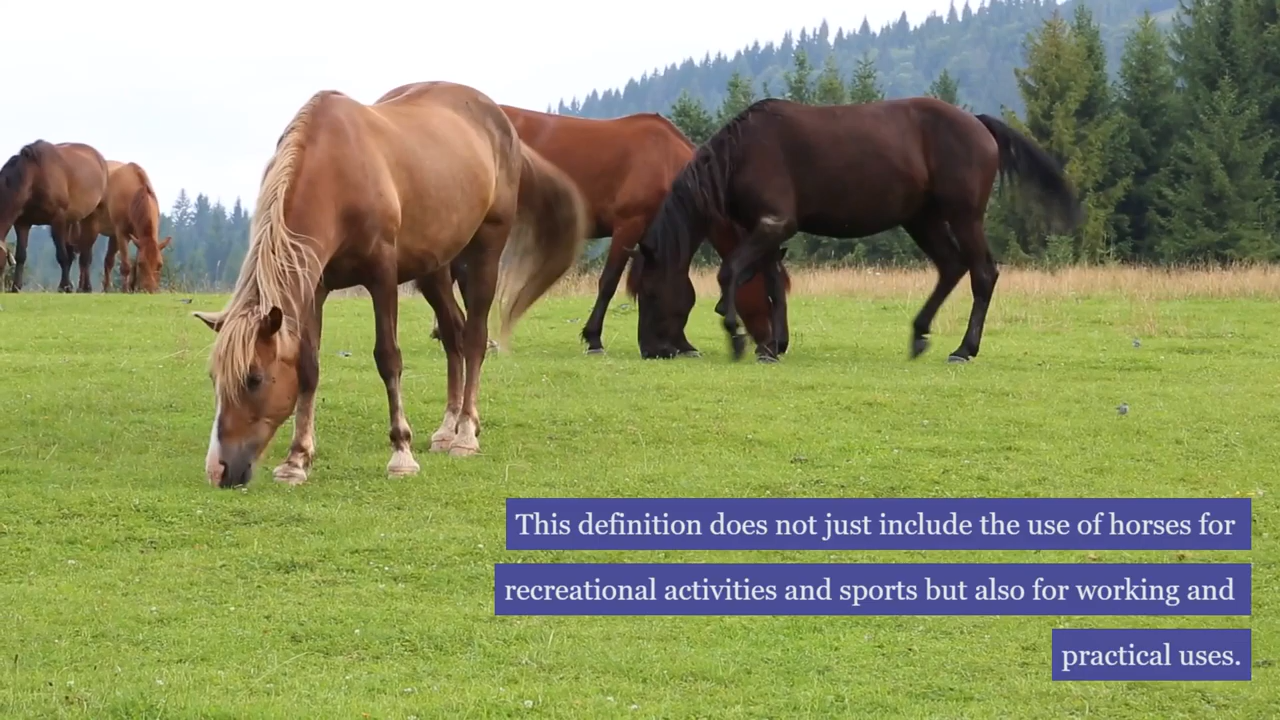 This definition does not just include the use of horses for
recreational activities and sports but also for working and
practical uses.